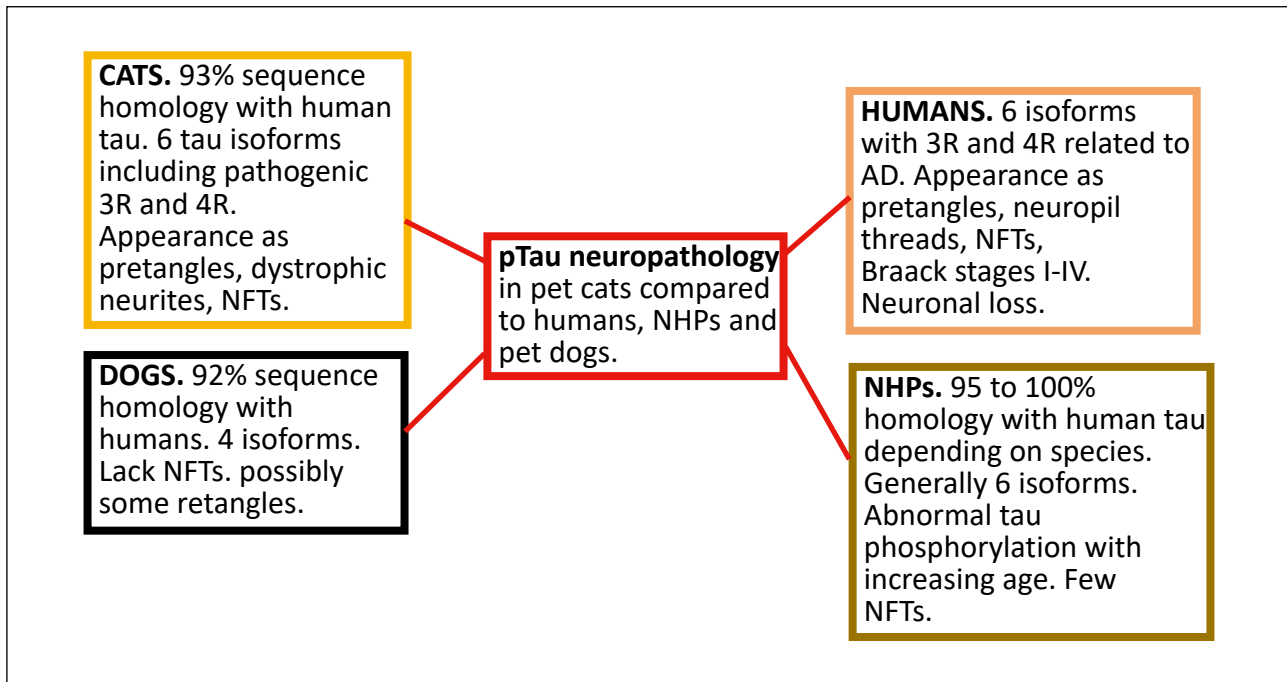 CATS. 93% sequence
homology with human
tau. 6 tau isoforms
including pathogenic
3R and 4R.
Appearance as
pretangles, dystrophic
neurites, NFTs.
DOGS. 92% sequence
homology with
humans. 4 isoforms.
Lack NFTs. possibly
some retangles.
pTau neuropathology
in pet cats compared
to humans, NHPs and
pet dogs.
HUMANS. 6 isoforms
with 3R and 4R related to
AD. Appearance as
pretangles, neuropil
threads, NFTs,
Braack stages I-IV.
Neuronal loss.
NHPs. 95 to 100%
homology with human tau
depending on species.
Generally 6 isoforms.
Abnormal tau
phosphorylation with
increasing age. Few
NFTs.